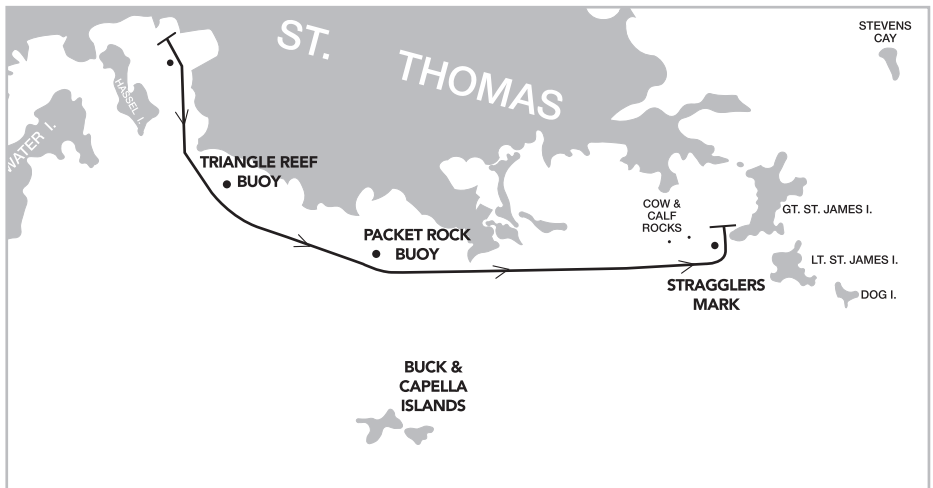 STEVENS
CAY
ST. THOMAS
HASSEL I.
WATER I.
TRIANGLE REEF
BUOY
COW &
CALF
ROCKS
GT. ST. JAMES I.
PACKET ROCK
BUOY
LT. ST. JAMES I.
STRAGGLERS
MARK
DOG I.
BUCK &
CAPELLA
ISLANDS